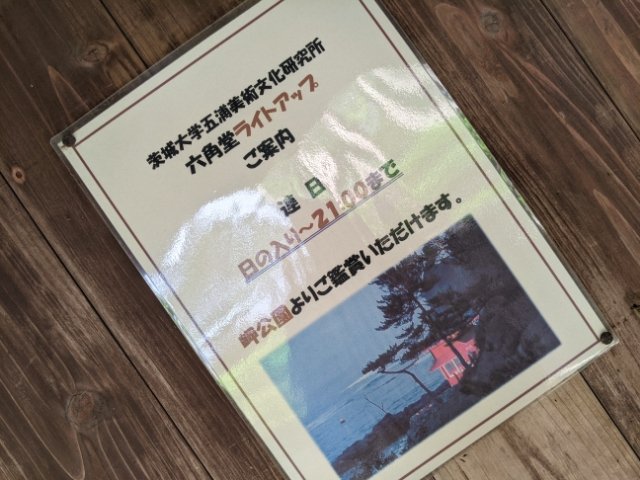 茨城大学五浦美術文化研究所
六角堂ライトアップ
ご案内
連日
日の入り～21:00まで
岬公園よりご鑑賞いただけます。